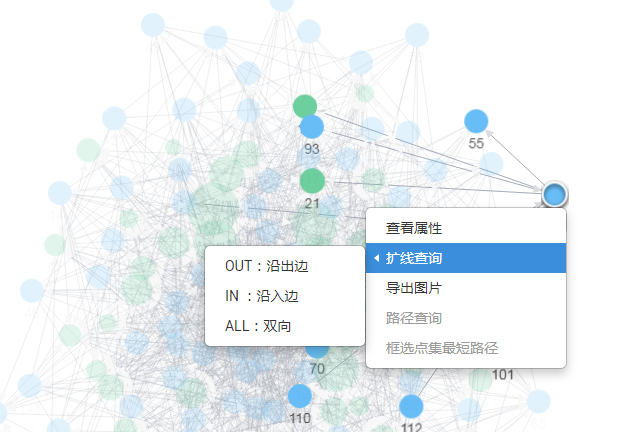 55
93
21
查看属性
扩线查询
导出图片
路径查询
框选点集最短路径
OUT：沿出边
IN ：沿入边
ALL：双向
70
101
110
112